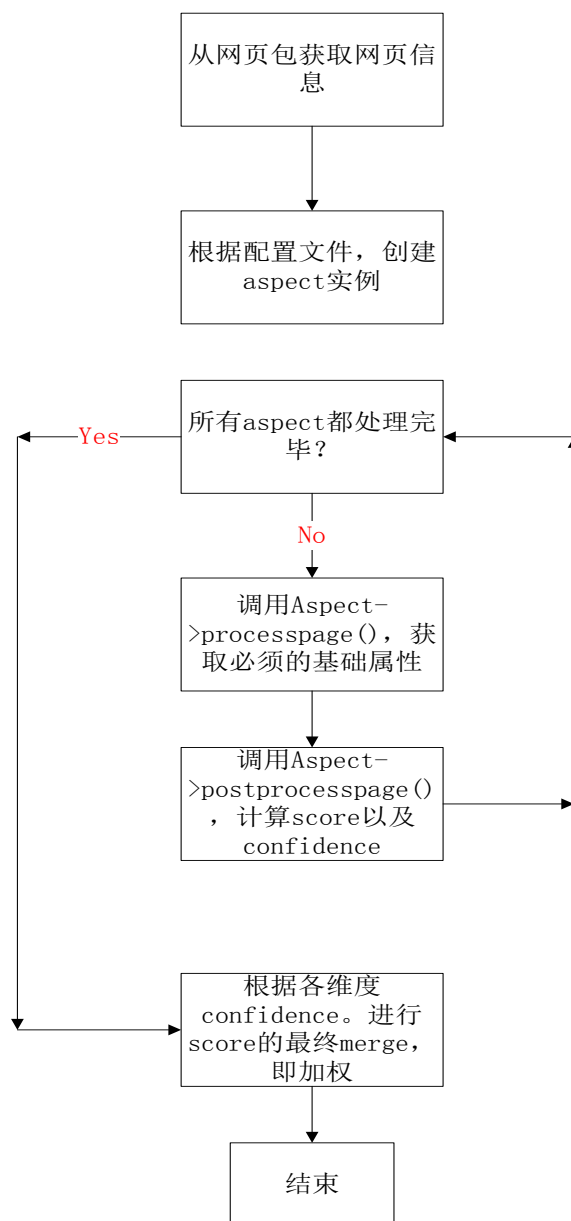 从网页包获取网页信
息
根据配置文件，创建
aspect实例
所有aspect都处理完
毕？
Yes
No
调用Aspect-
>processpage()，获
取必须的基础属性
调用Aspect-
>postprocesspage()
，计算score以及
confidence
根据各维度
confidence。进行
score的最终merge，
即加权
结束